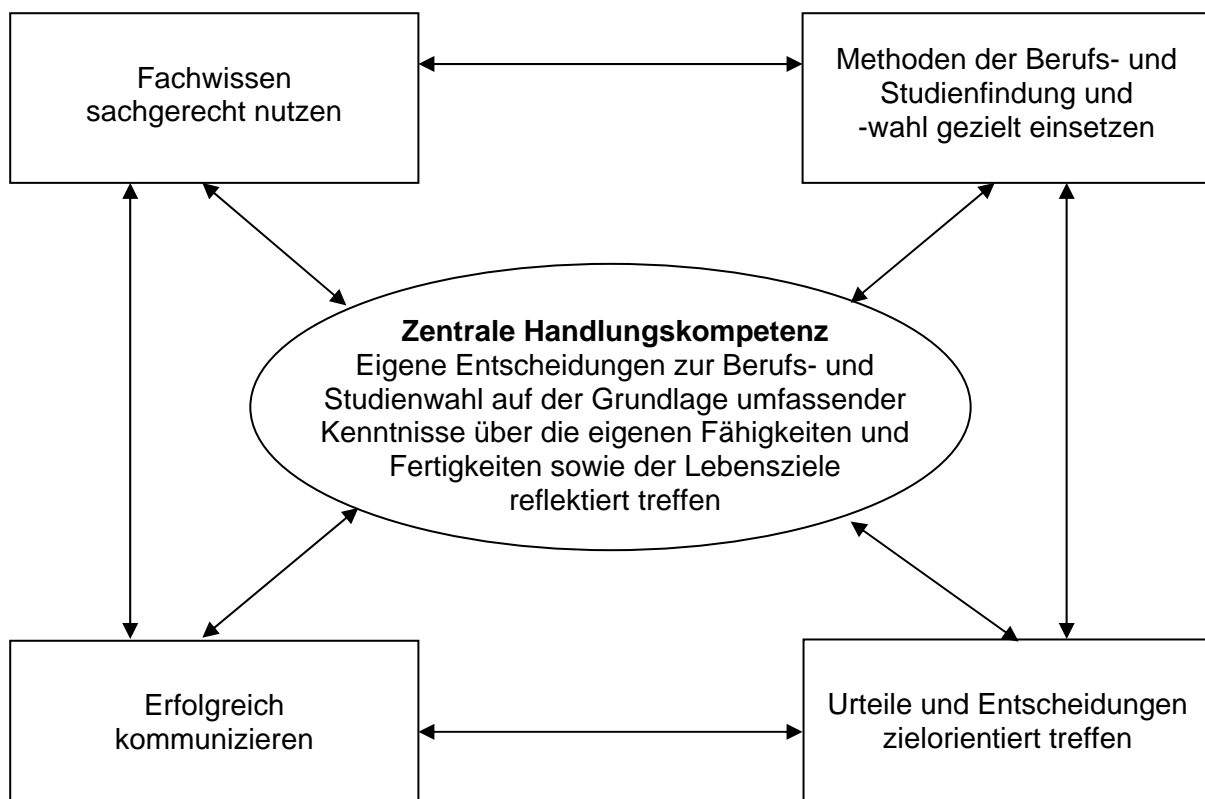 Fachwissen
sachgerecht nutzen
Methoden der Berufs- und
Studienfindung und
-wahl gezielt einsetzen
Zentrale Handlungskompetenz
Eigene Entscheidungen zur Berufs- und
Studienwahl auf der Grundlage umfassender
Kenntnisse über die eigenen Fähigkeiten und
Fertigkeiten sowie der Lebensziele
reflektiert treffen
Erfolgreich
kommunizieren
Urteile und Entscheidungen
zielorientiert treffen